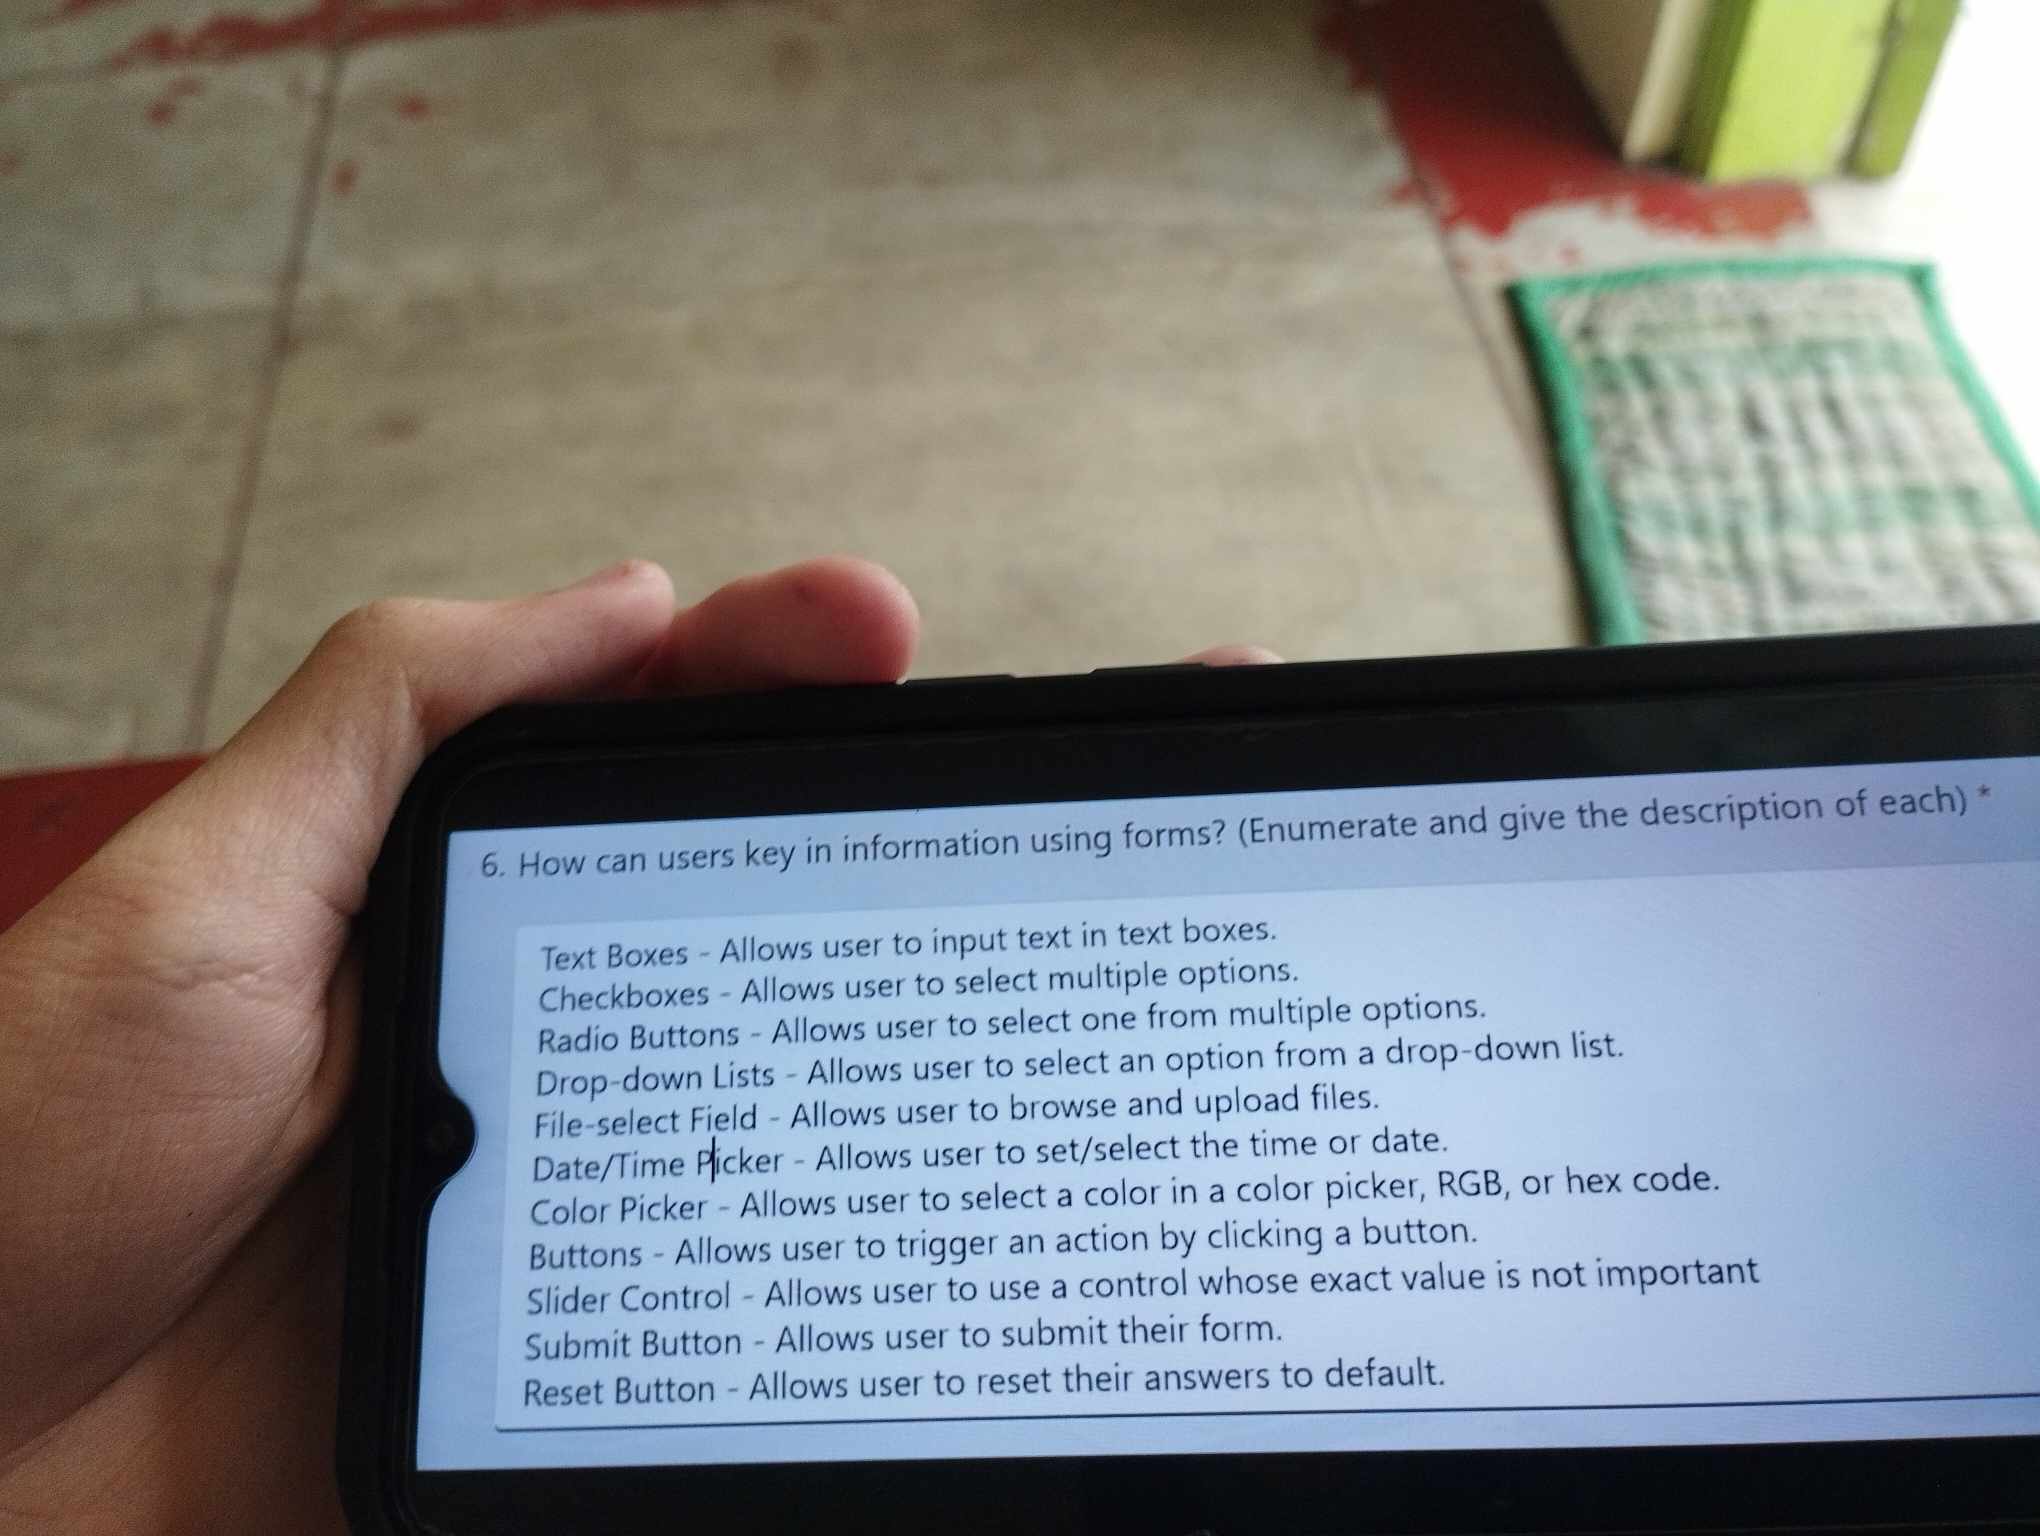 6. How can users key in information using forms? (Enumerate and give the description of each) *
Text Boxes - Allows user to input text in text boxes.
Checkboxes - Allows user to select multiple options.
Radio Buttons - Allows user to select one from multiple options.
Drop-down Lists - Allows user to select an option from a drop-down list.
File-select Field - Allows user to browse and upload files.
Date/Time Picker - Allows user to set/select the time or date.
Color Picker - Allows user to select a color in a color picker, RGB, or hex code.
Buttons - Allows user to trigger an action by clicking a button.
Slider Control - Allows user to use a control whose exact value is not important
Submit Button - Allows user to submit their form.
Reset Button - Allows user to reset their answers to default.